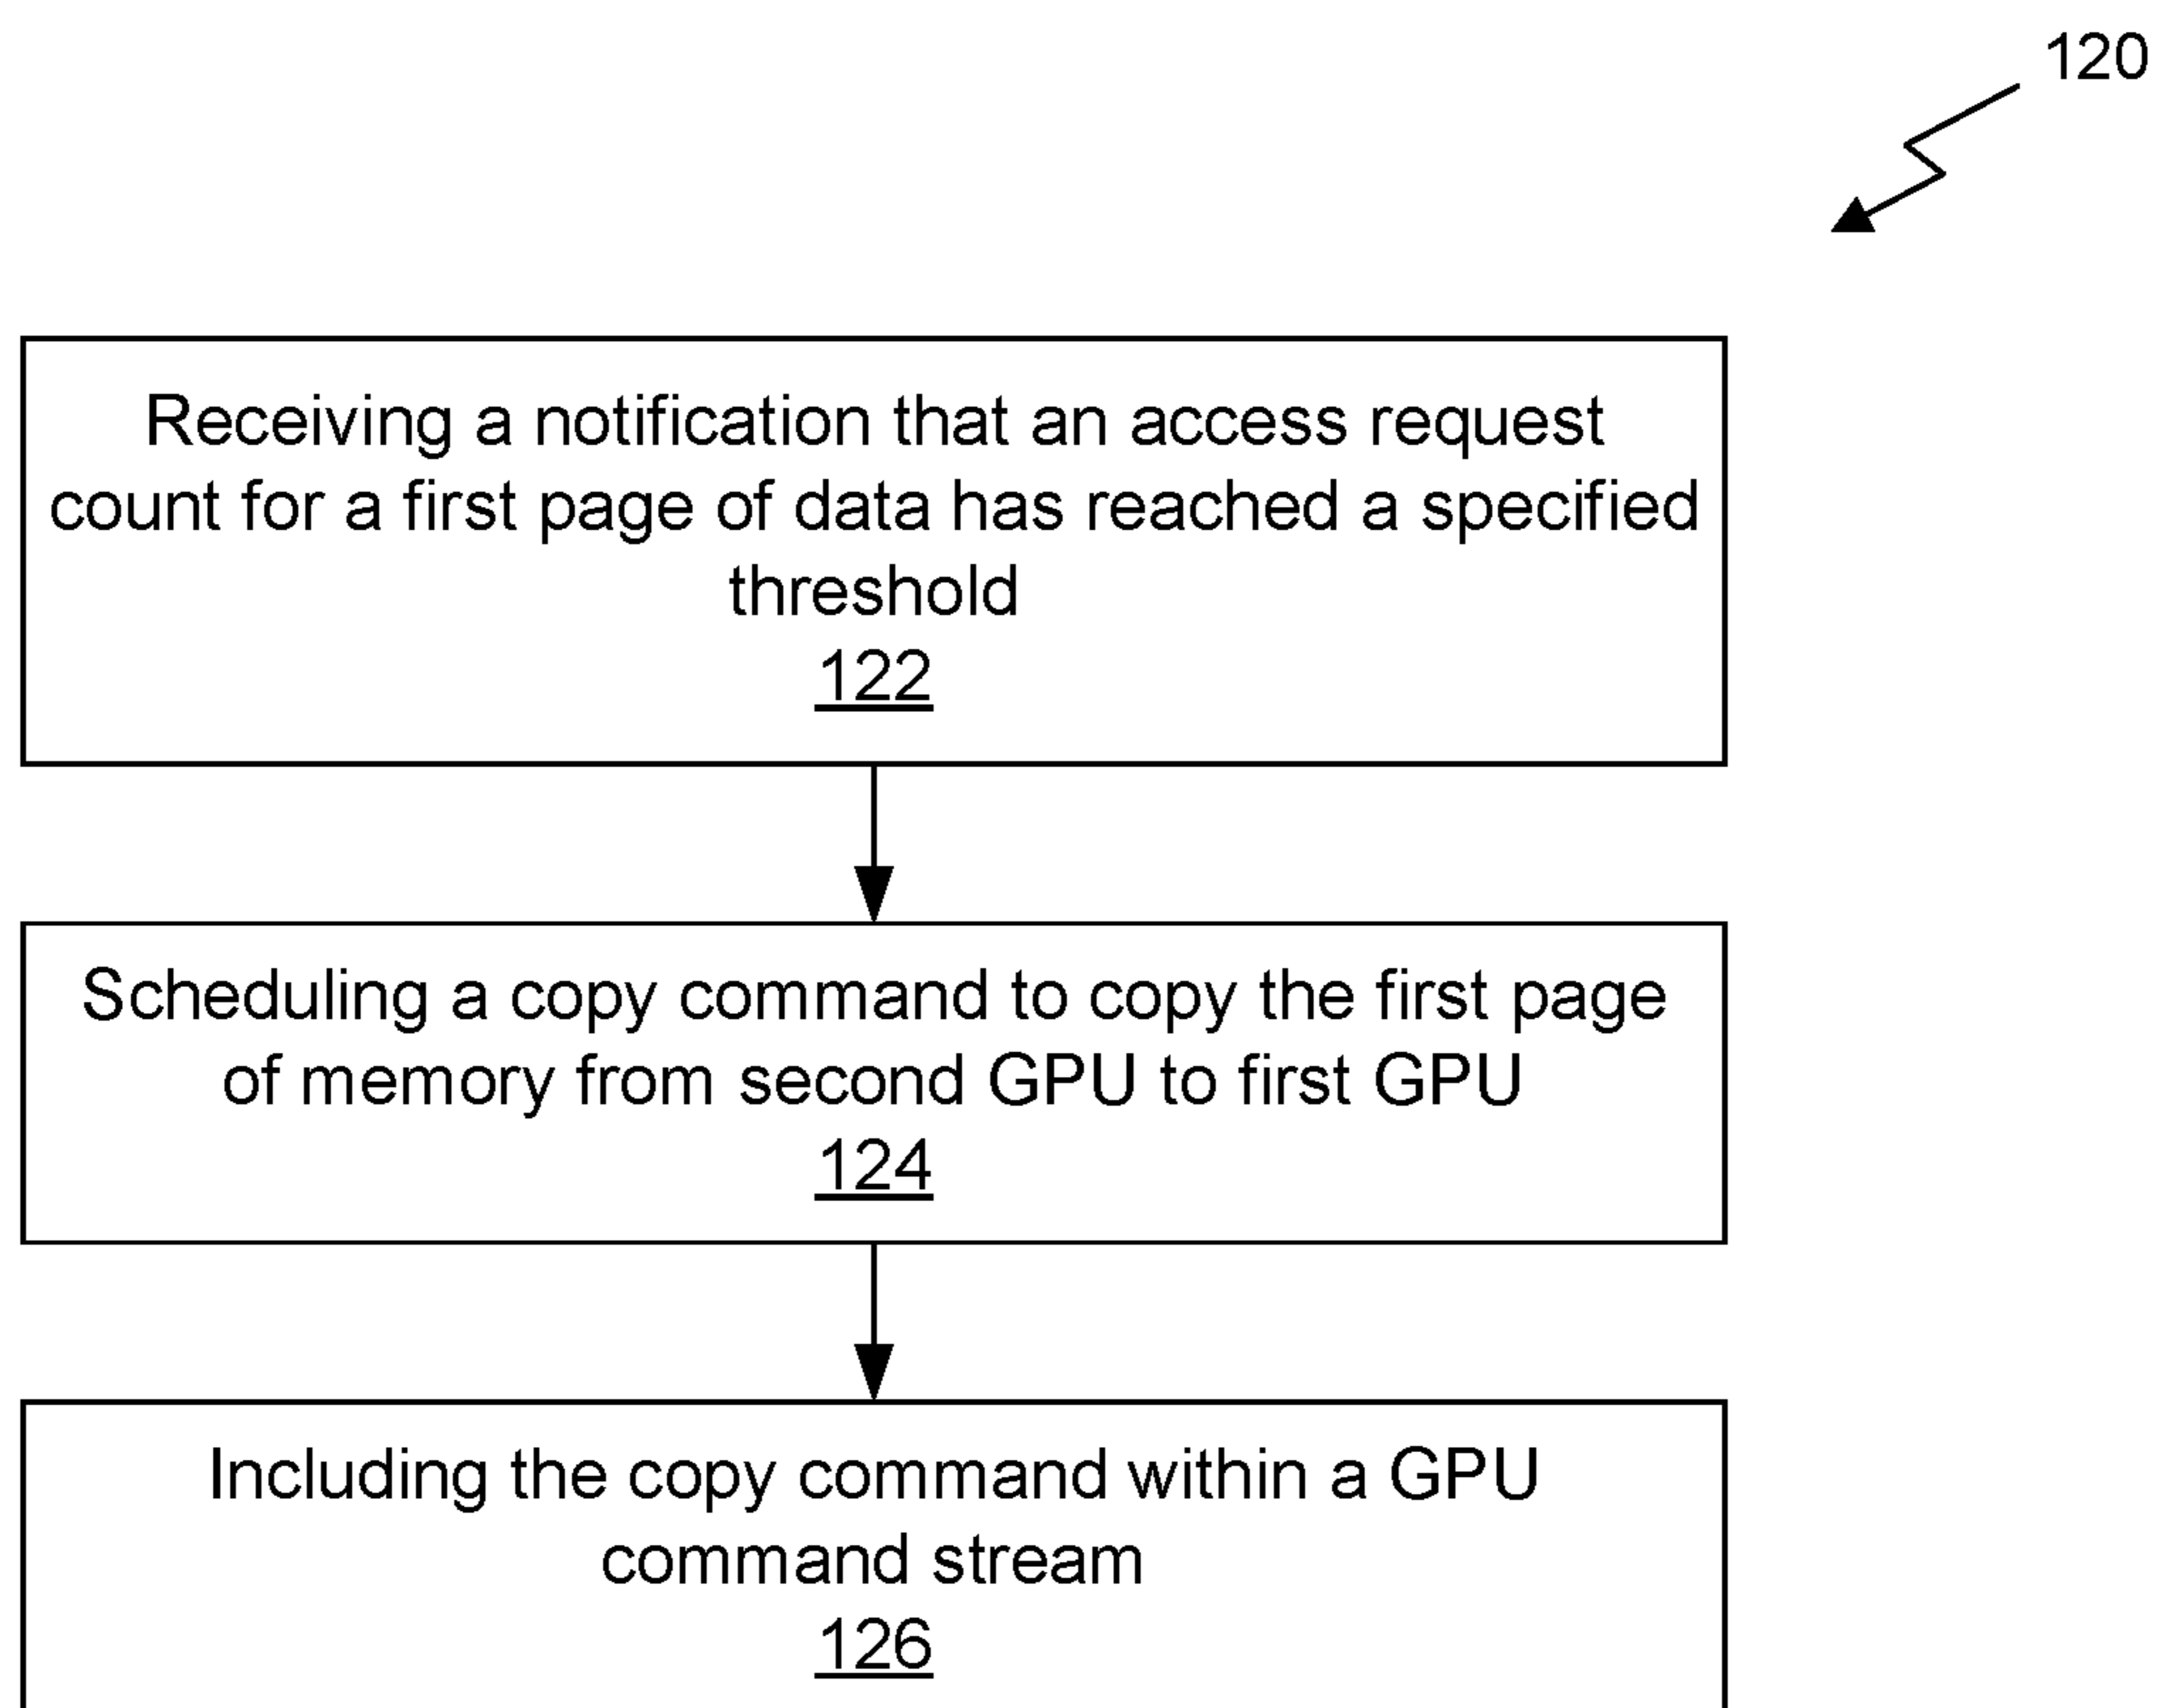 120
Receiving a notification that an access request
count for a first page of data has reached a specified
threshold
122
Scheduling a copy command to copy the first page
of memory from second GPU to first GPU
124
Including the copy command within a GPU
command stream
126